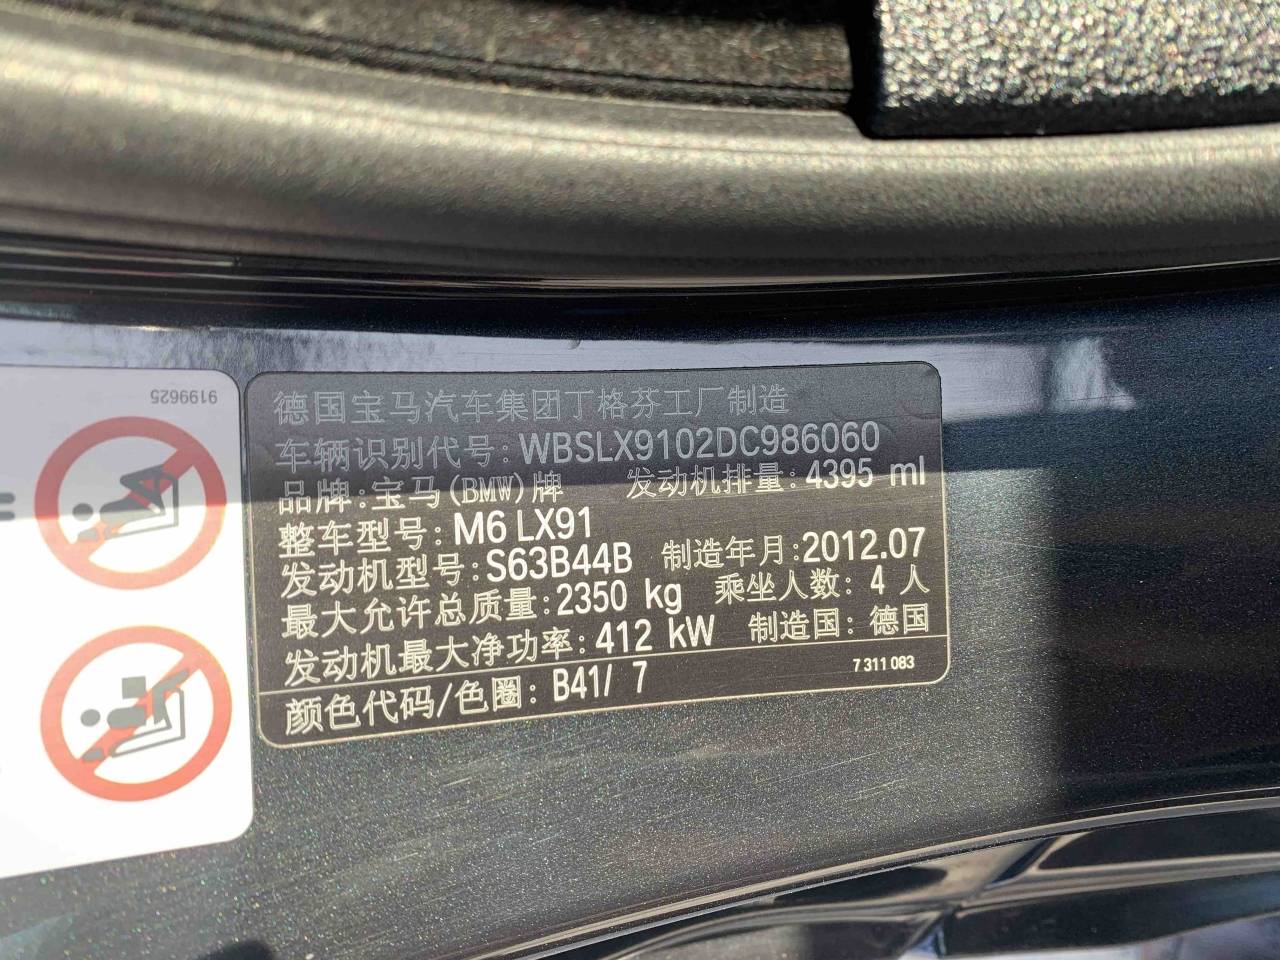 9199625
德国宝马汽车集团丁格芬工厂制造
车辆识别代号:WBSLX9102DC986060
品牌:宝马(BMW)牌 发动机排量:4395 ml
整车型号:M6 LX91
发动机型号:S63B44B 制造年月:2012.07
最大允许总质量:2350 kg 乘坐人数: 4 人
发动机最大净功率:412 kW 制造国: 德国
颜色代码/色圈: B41/ 7 7 311 083